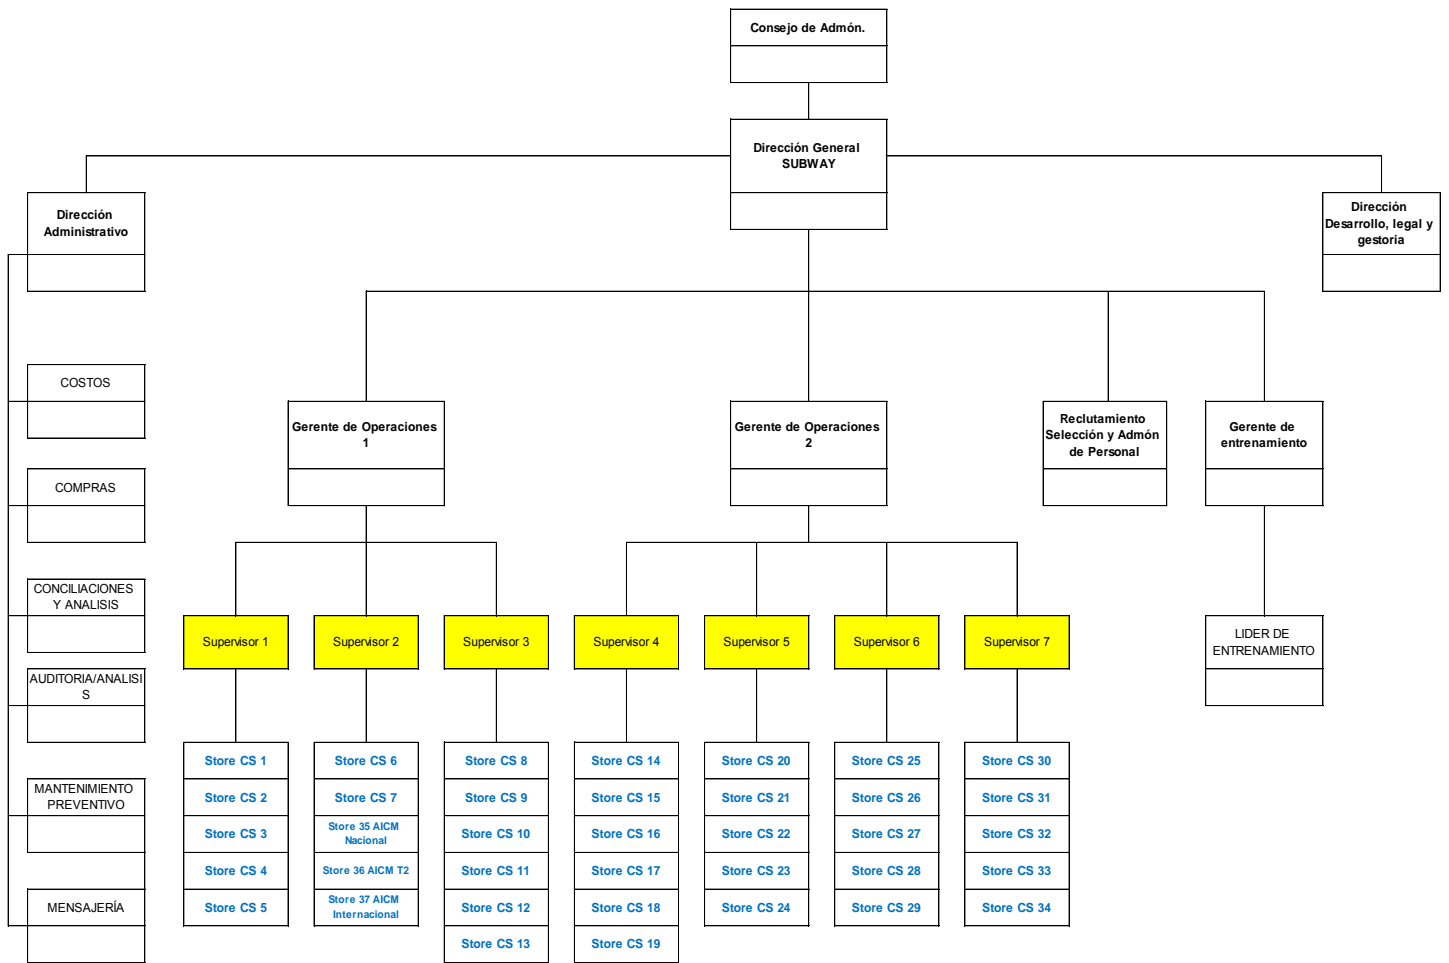 Consejo de Admón.
Dirección General
SUBWAY
Dirección
Administrativo
Dirección
Desarrollo, legal y
gestoria
COSTOS
COMPRAS
CONCILIACIONES
Y ANALISIS
AUDITORIA/ANALISI
S
MANTENIMIENTO
PREVENTIVO
MENSAJERÍA
Gerente de Operaciones
1
Gerente de Operaciones
2
Reclutamiento
Selección y Admón
de Personal
Gerente de
entrenamiento
Supervisor 1
Supervisor 2
Supervisor 3
Supervisor 4
Supervisor 5
Supervisor 6
Supervisor 7
LIDER DE
ENTRENAMIENTO
Store CS 1
Store CS 2
Store CS 3
Store CS 4
Store CS 5
Store CS 6
Store CS 7
Store 35 AICM
Nacional
Store 36 AICM T2
Store 37 AICM
Internacional
Store CS 8
Store CS 9
Store CS 10
Store CS 11
Store CS 12
Store CS 13
Store CS 14
Store CS 15
Store CS 16
Store CS 17
Store CS 18
Store CS 19
Store CS 20
Store CS 21
Store CS 22
Store CS 23
Store CS 24
Store CS 25
Store CS 26
Store CS 27
Store CS 28
Store CS 29
Store CS 30
Store CS 31
Store CS 32
Store CS 33
Store CS 34